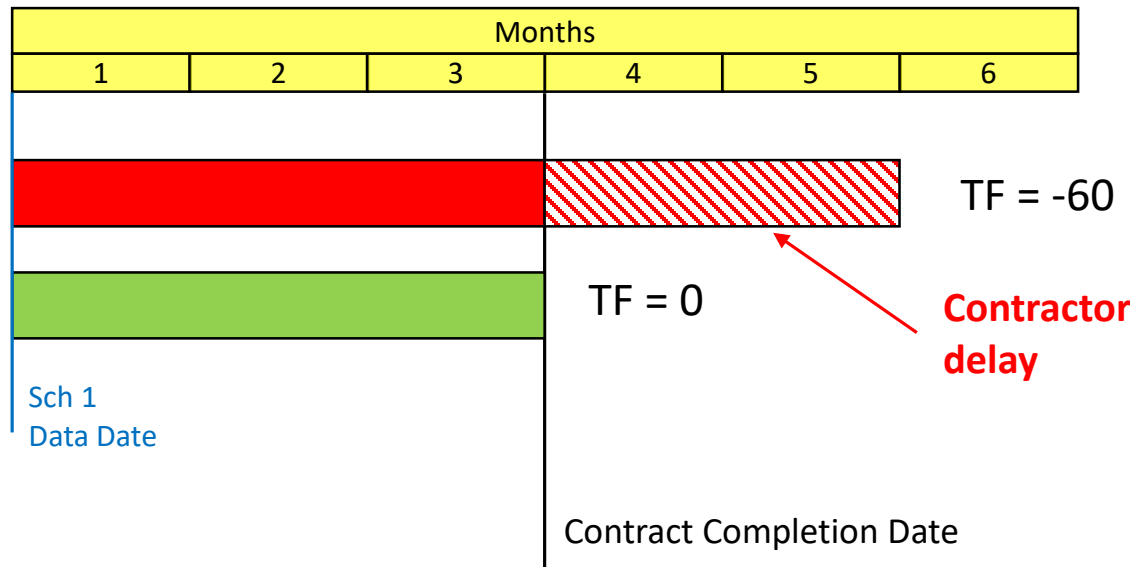 Months
1 2 3 4 5 6
TF = -60
TF = 0
Contractor
delay
Sch 1
Data Date
Contract Completion Date